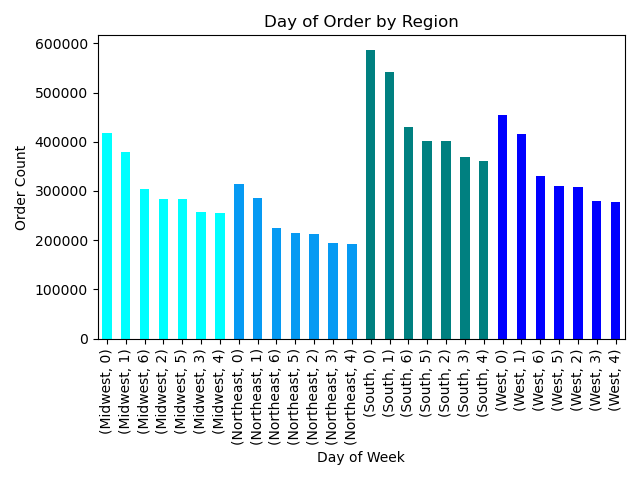 Day of Order by Region
Order Count
600000
500000
400000
300000
200000
100000
0
(Midwest, 0)
(Midwest, 1)
(Midwest, 6)
(Midwest, 2)
(Midwest, 5)
(Midwest, 3)
(Midwest, 4)
(Northeast, 0)
(Northeast, 1)
(Northeast, 6)
(Northeast, 5)
(Northeast, 2)
(Northeast, 3)
(Northeast, 4)
(South, 0)
(South, 1)
(South, 6)
(South, 5)
(South, 2)
(South, 3)
(South, 4)
(West, 0)
(West, 1)
(West, 6)
(West, 5)
(West, 2)
(West, 3)
(West, 4)
Day of Week